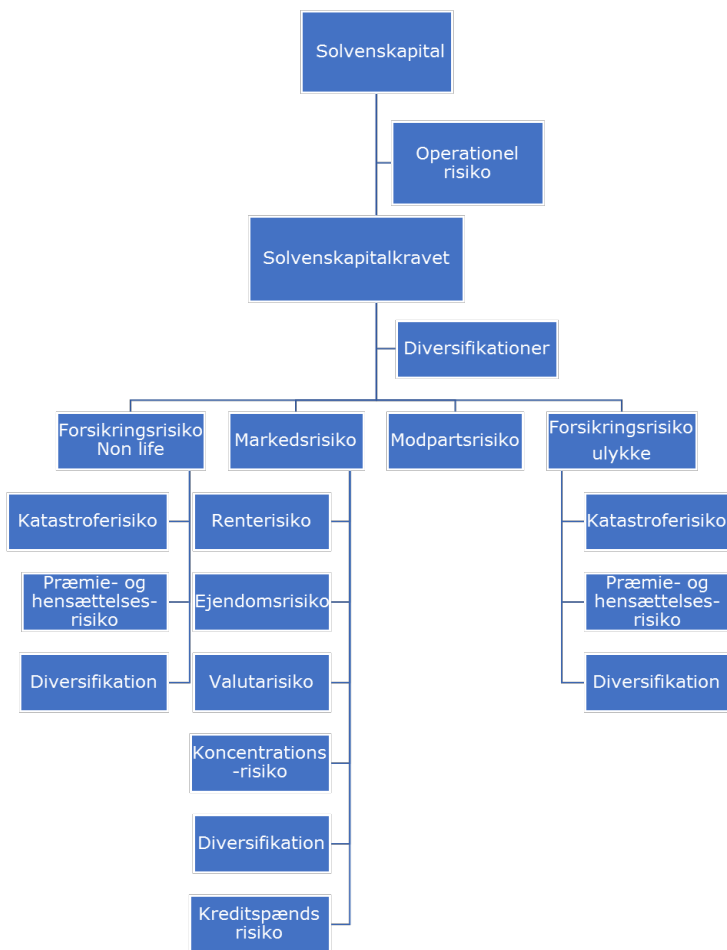 Solvenskapital
Operationel
risiko
Solvenskapitalkravet
Diversifikationer
Forsikringsrisiko
Non life
Markedsrisiko
Modpartsrisiko
Forsikringsrisiko
ulykke
Katastroferisiko
Præmie- og
hensættelses-
risiko
Diversifikation
Renterisiko
Ejendomsrisiko
Valutarisiko
Koncentrations
-risiko
Diversifikation
Kreditspænds
risiko
Katastroferisiko
Præmie- og
hensættelses-
risiko
Diversifikation